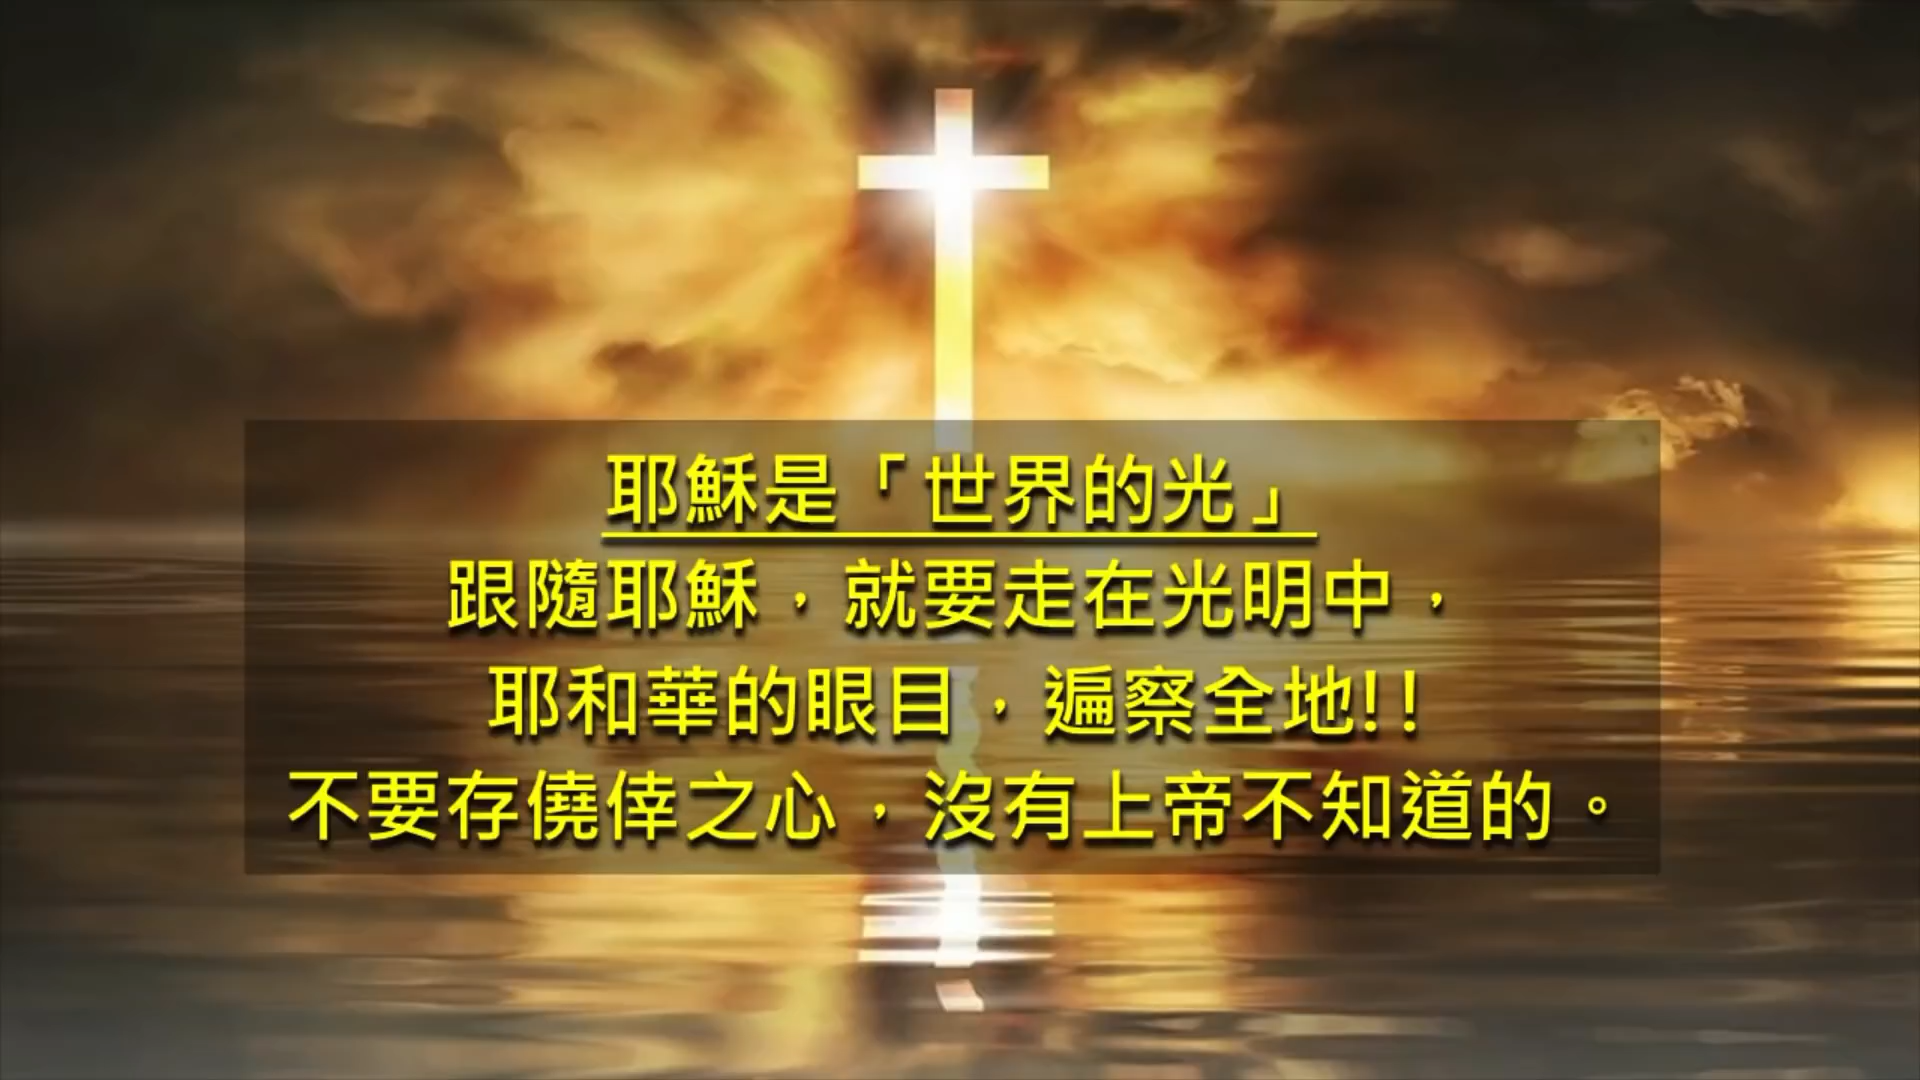 耶穌是「世界的光」
跟隨耶穌，就要走在光明中，
耶和華的眼目，遍察全地!!
不要存僥倖之心，沒有上帝不知道的。